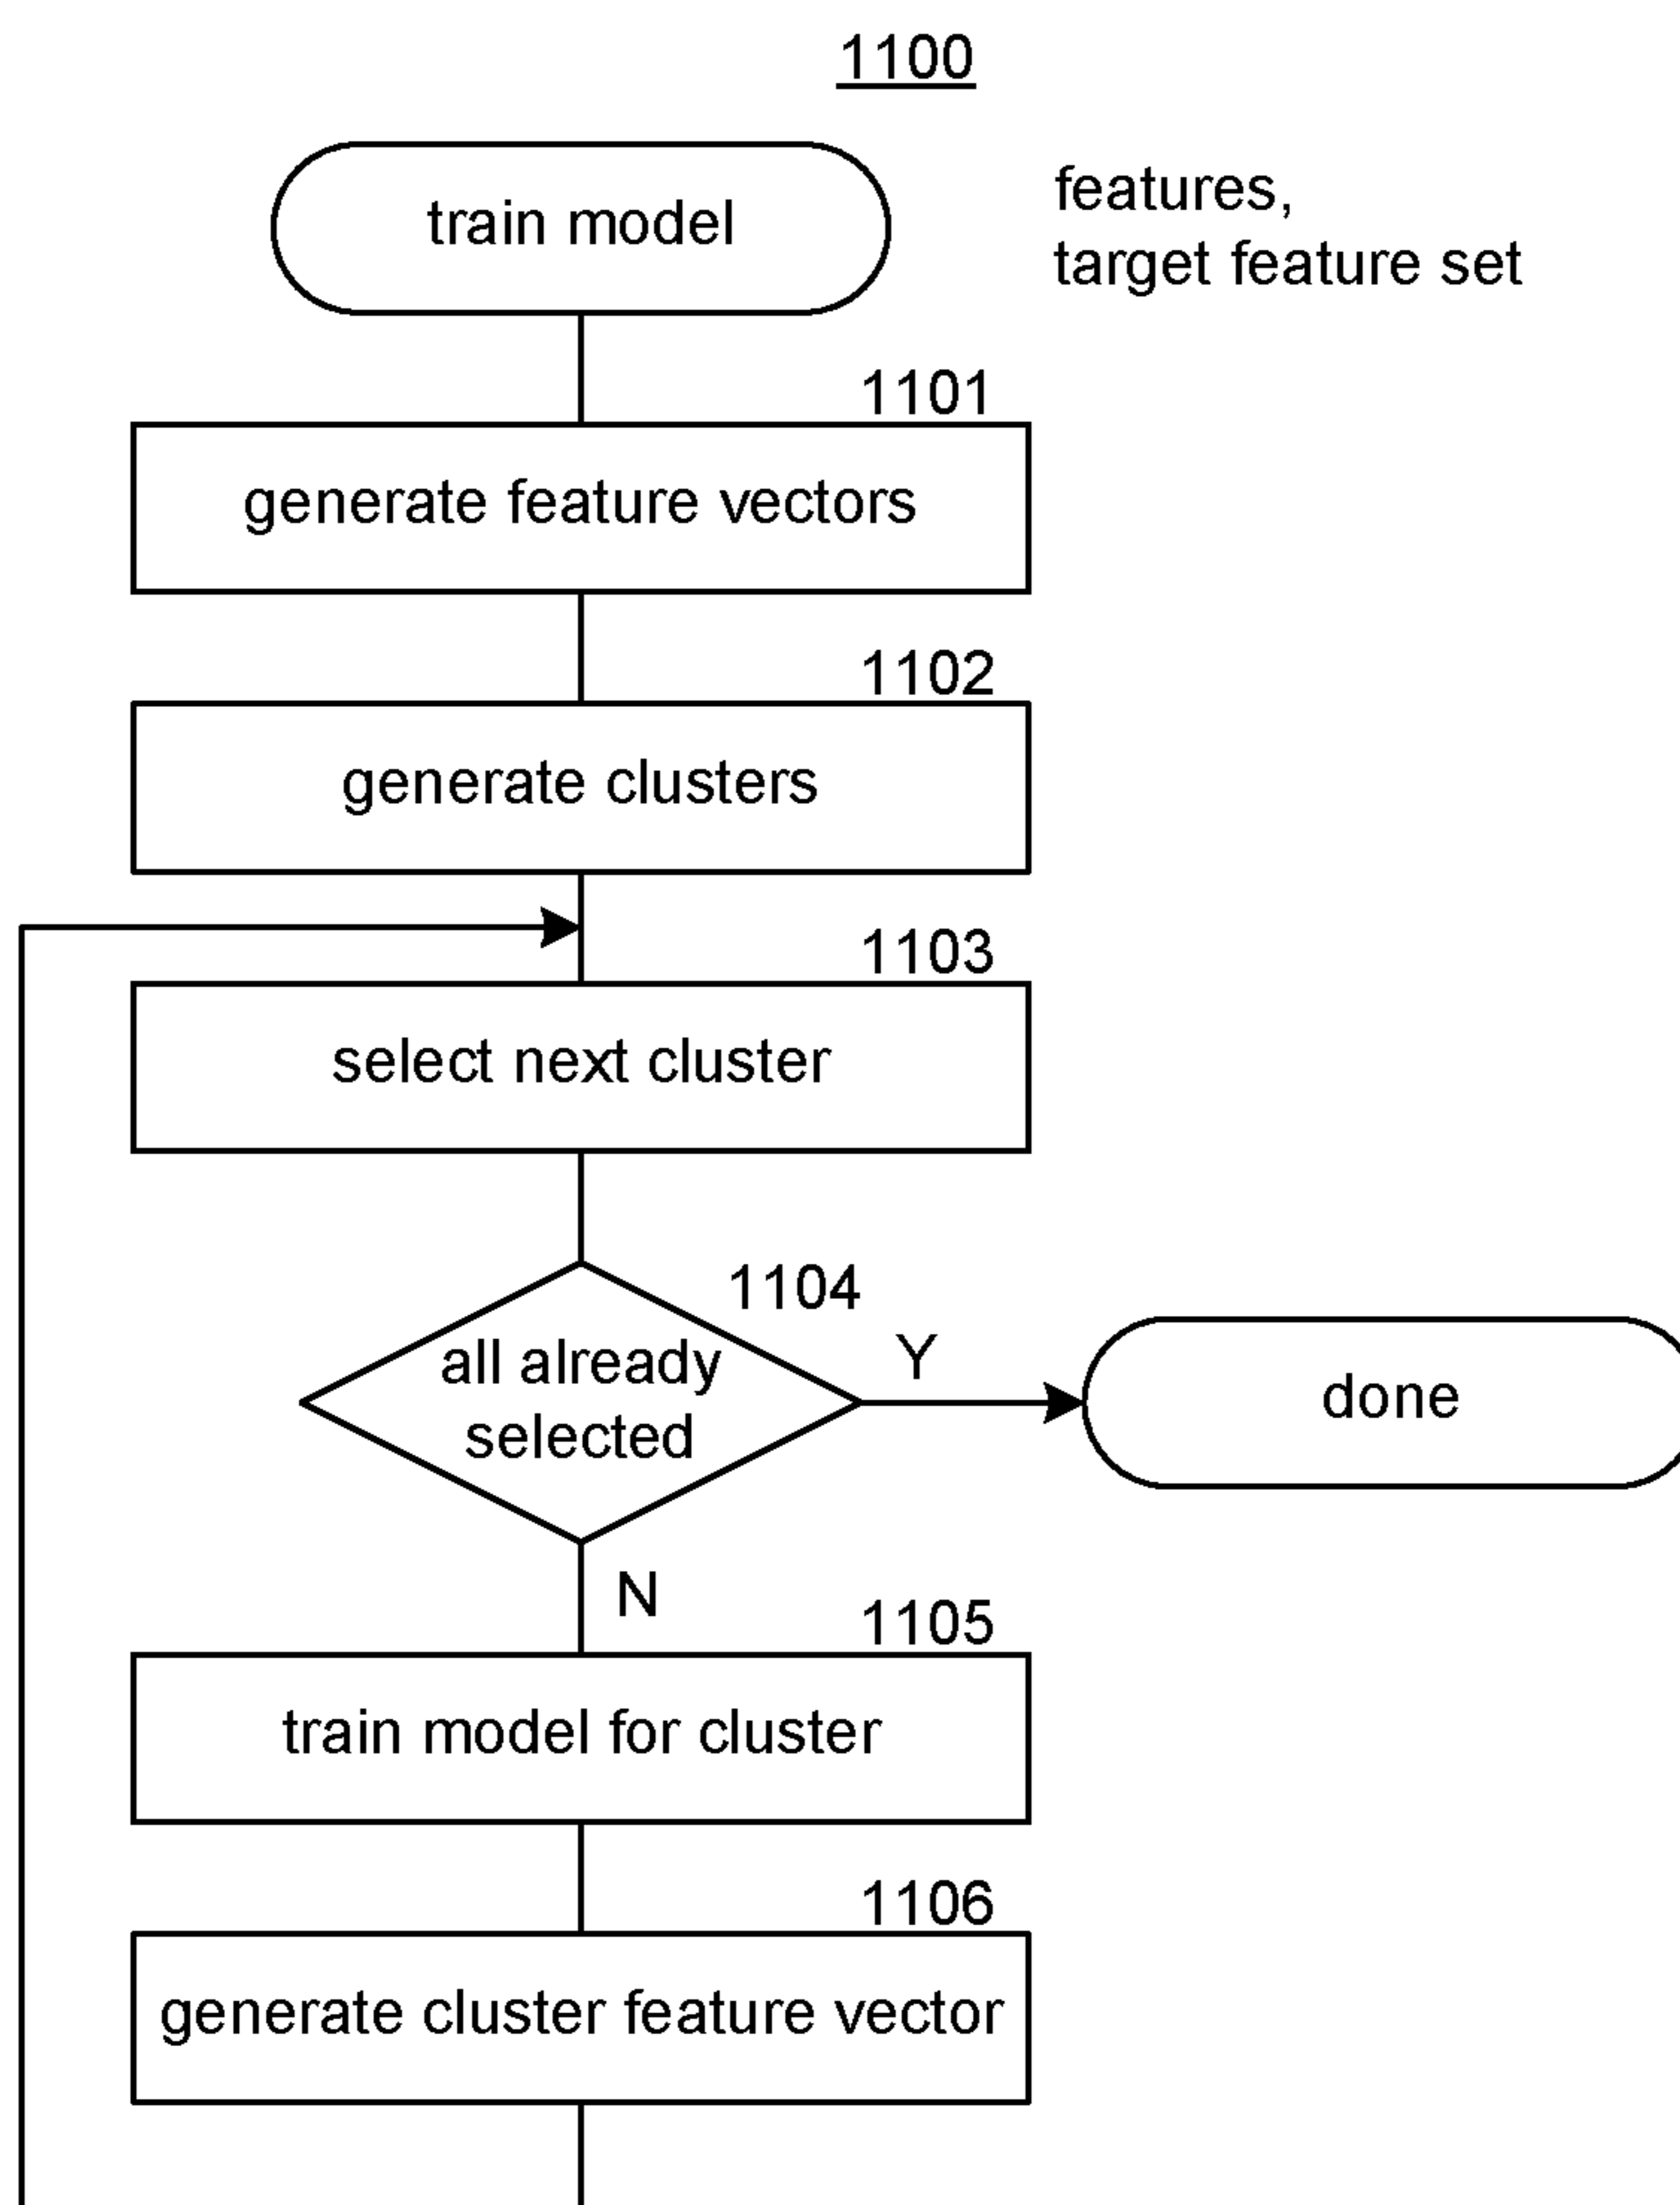 1100
train model
features,
target feature set
1101
generate feature vectors
1102
generate clusters
1103
select next cluster
1104
all already
selected
Y
done
N
1105
train model for cluster
1106
generate cluster feature vector